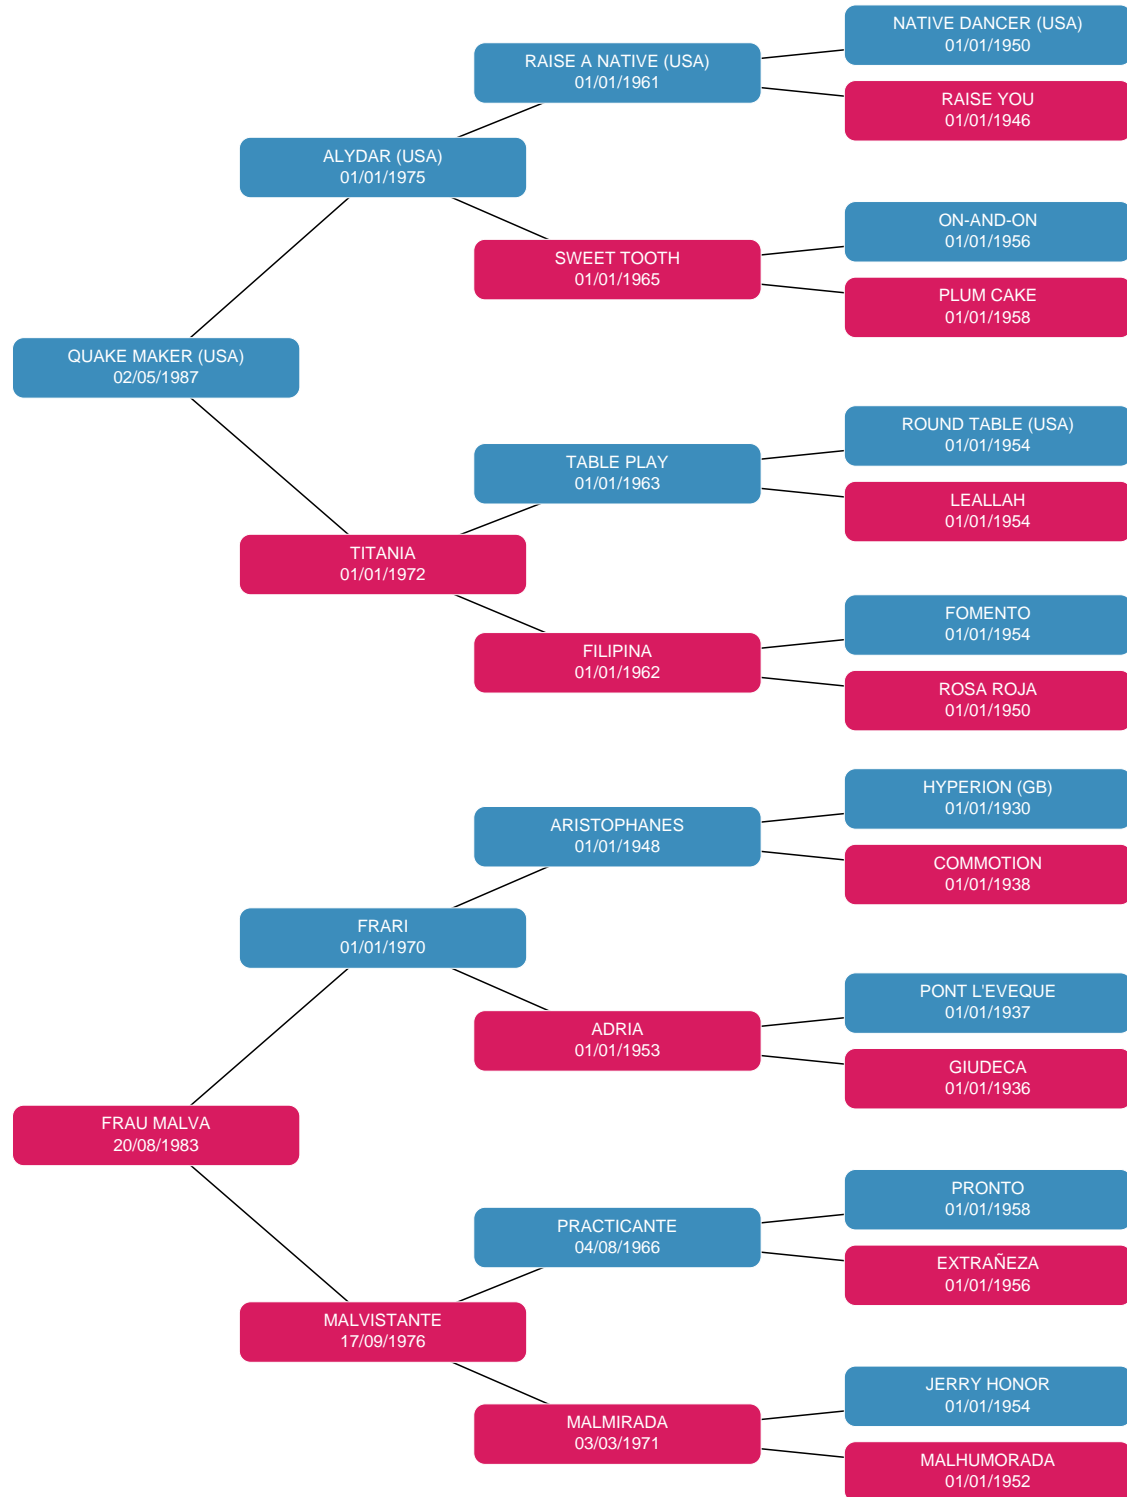 NATIVE DANCER (USA)
01/01/1950
RAISE A NATIVE (USA)
01/01/1961
RAISE YOU
01/01/1946
ALYDAR (USA)
01/01/1975
ON-AND-ON
01/01/1956
SWEET TOOTH
01/01/1965
PLUM CAKE
01/01/1958
QUAKE MAKER (USA)
02/05/1987
ROUND TABLE (USA)
01/01/1954
TABLE PLAY
01/01/1963
LEALLAH
01/01/1954
TITANIA
01/01/1972
FOMENTO
01/01/1954
FILIPINA
01/01/1962
ROSA ROJA
01/01/1950
HYPERION (GB)
01/01/1930
ARISTOPHANES
01/01/1948
COMMOTION
01/01/1938
FRARI
01/01/1970
PONT L'EVEQUE
01/01/1937
ADRIA
01/01/1953
GIUDECA
01/01/1936
FRAU MALVA
20/08/1983
PRONTO
01/01/1958
PRACTICANTE
04/08/1966
EXTRAÑEZA
01/01/1956
MALVISTANTE
17/09/1976
JERRY HONOR
01/01/1954
MALMIRADA
03/03/1971
MALHUMORADA
01/01/1952